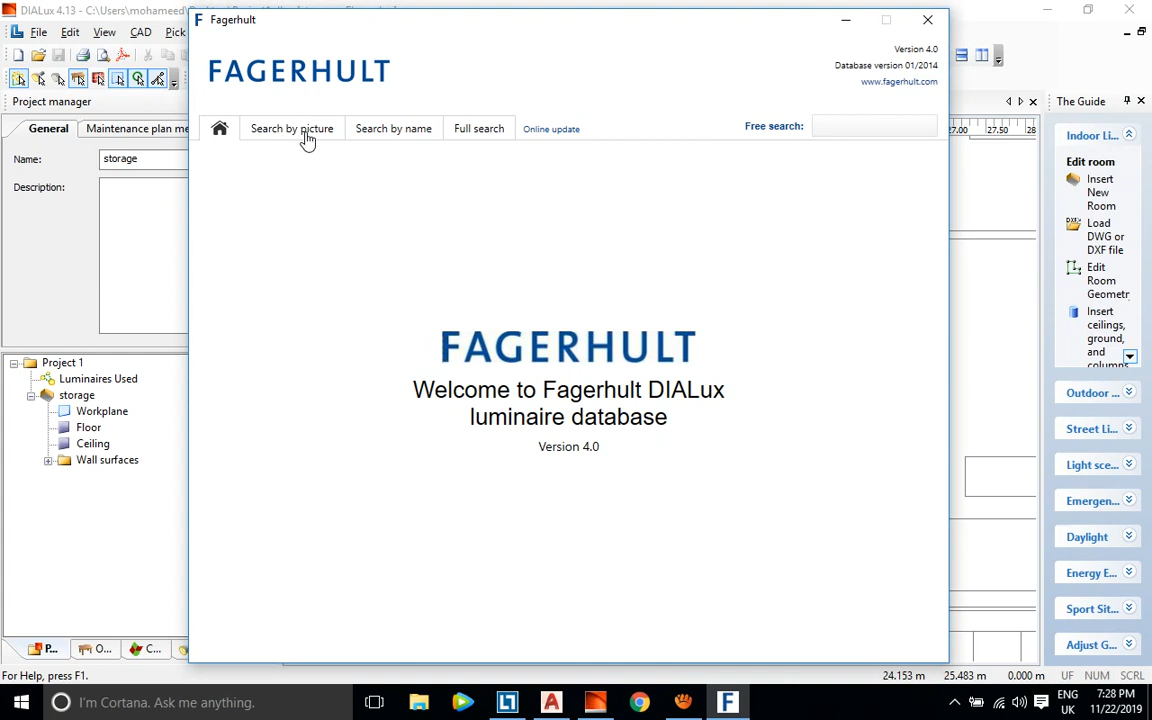 DIALux 4.13 - C:\Users\mohameed\
Fagerhult
File Edit View CAD
Version 4.0
Database version 01/2014
www.fagerhult.com
FAGERHULT
Project manager
The Guide
General Maintenance plan me
Search by picture Search by name Full search Online update Free search:
27.00 27.50 28
Name: storage
Description:
Indoor Li...
Edit room
Insert
New
Room
Load
DWG or
DXF file
Edit
Room
Geometr
Insert
ceilings,
ground,
and
columns
FAGERHULT
Welcome to Fagerhult DIALux
luminaire database
Version 4.0
Project 1
Luminaires Used
storage
Workplane
Floor
Ceiling
Wall surfaces
Outdoor ...
Street Li...
Light sce...
Emergen...
Daylight
Energy E...
Sport Sit...
Adjust G...
P... O... C...
For Help, press F1.
24.153 m 25.483 m 0.000 m UF NUM SCRL
I'm Cortana. Ask me anything.
ENG
UK
7:28 PM
11/22/2019